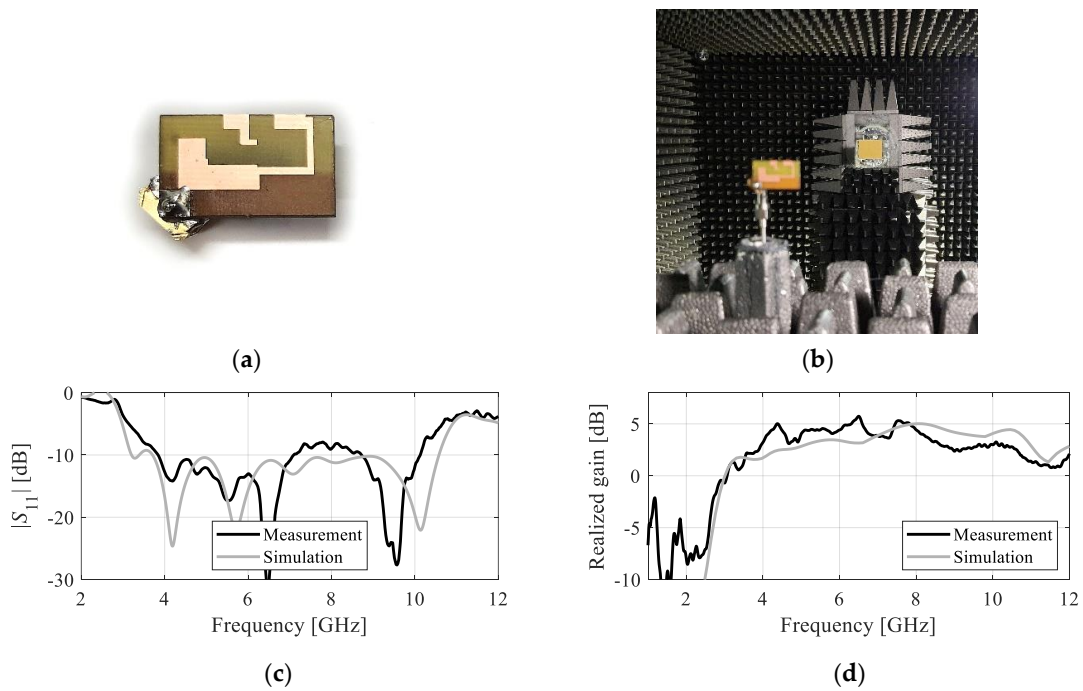 (a)
(b)
0
-10
-20
-30
|S11| [dB]
Measurement
Simulation
2
4
6
8
10
12
Frequency [GHz]
(c)
5
0
-5
-10
Realized gain [dB]
Measurement
Simulation
2
4
6
8
10
12
Frequency [GHz]
(d)